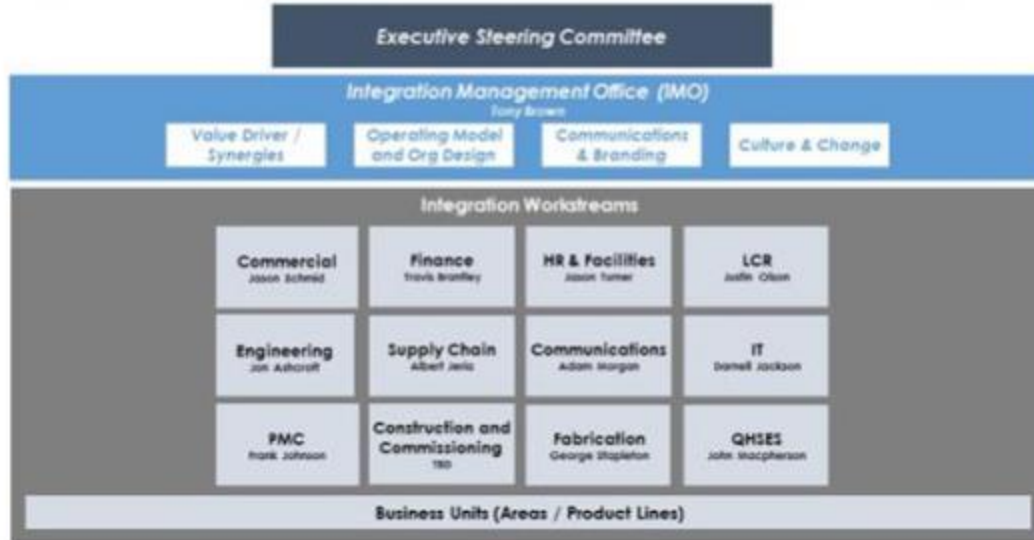 Executive Steering Committee
Integration Management Office (IMO)
Tony Brown
Value Driver /
Synergies
Operating Model
and Org Design
Communications
& Branding
Culture & Change
Integration Workstreams
Commercial
Jason Schmid
Finance
Travis Brantley
HR & Facilities
Jason Turner
LCR
Justin Olson
Engineering
Jon Ashcroft
Supply Chain
Albert
Communications
Adam Morgan
IT
Darnell Jackson
PMC
Frank Johnson
Construction and
Commissioning
TBD
Fabrication
George Stapleton
QHSES
John Macpherson
Business Units (Areas / Product Lines)